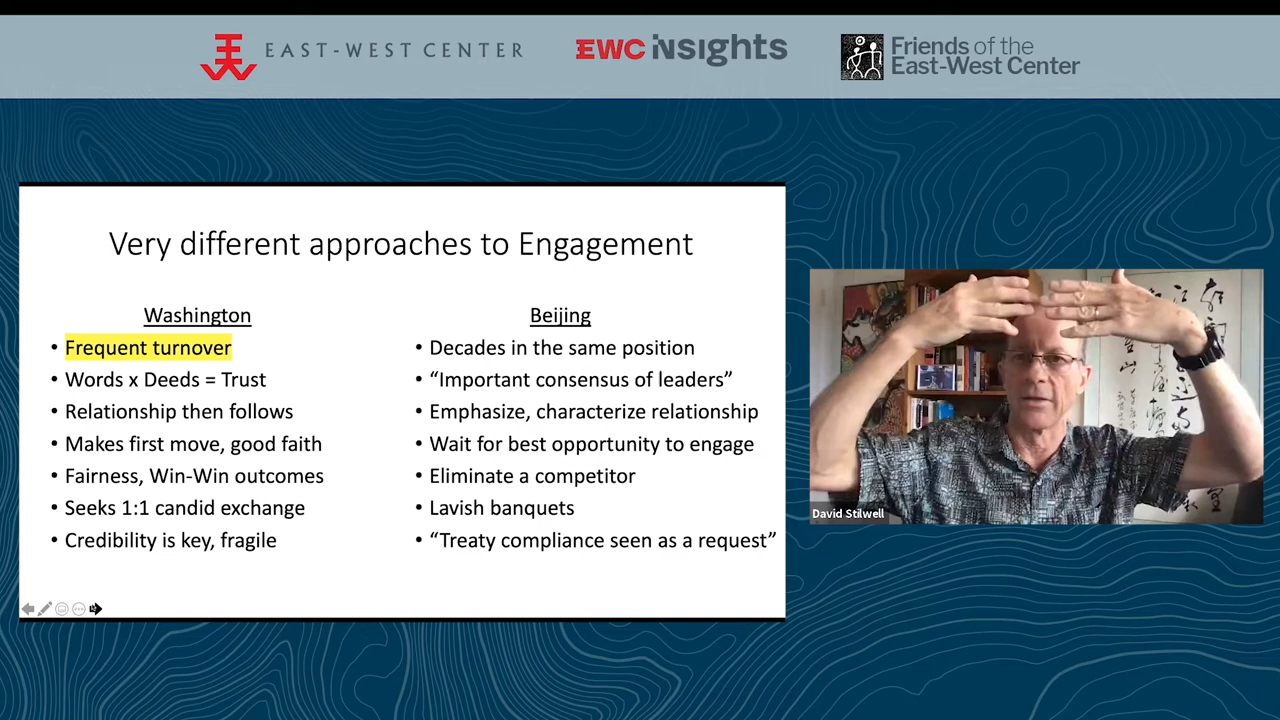 EAST-WEST CENTER
EWC iNsights
Friends of the
East-West Center
Very different approaches to Engagement
Washington
• Frequent turnover
• Words x Deeds = Trust
• Relationship then follows
• Makes first move, good faith
• Fairness, Win-Win outcomes
• Seeks 1:1 candid exchange
• Credibility is key, fragile
Beijing
• Decades in the same position
• “Important consensus of leaders”
• Emphasize, characterize relationship
• Wait for best opportunity to engage
• Eliminate a competitor
• Lavish banquets
• “Treaty compliance seen as a request”
David Stilwell